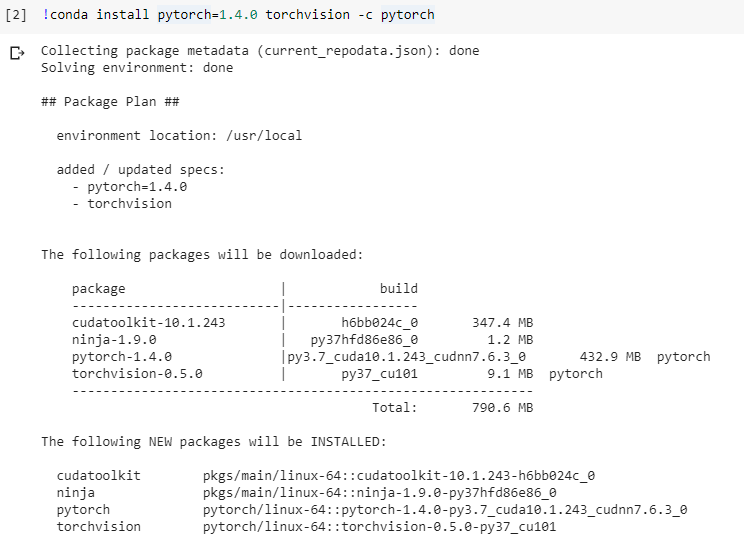 [2] !conda install pytorch=1.4.0 torchvision -c pytorch
Collecting package metadata (current_repodata.json): done
Solving environment: done
## Package Plan ##
environment location: /usr/local
added / updated specs:
- pytorch=1.4.0
- torchvision
The following packages will be downloaded:
package | build
---------------------------|-----------------
cudatoolkit-10.1.243 | h6bb024c_0 347.4 MB
ninja-1.9.0 | py37hfd86e86_0 1.2 MB
pytorch-1.4.0 |py3.7_cuda10.1.243_cudnn7.6.3_0 432.9 MB pytorch
torchvision-0.5.0 | py37_cu101 9.1 MB pytorch
------------------------------------------------------------
Total: 790.6 MB
The following NEW packages will be INSTALLED:
cudatoolkit pkgs/main/linux-64::cudatoolkit-10.1.243-h6bb024c_0
ninja pkgs/main/linux-64::ninja-1.9.0-py37hfd86e86_0
pytorch pytorch/linux-64::pytorch-1.4.0-py3.7_cuda10.1.243_cudnn7.6.3_0
torchvision pytorch/linux-64::torchvision-0.5.0-py37_cu101